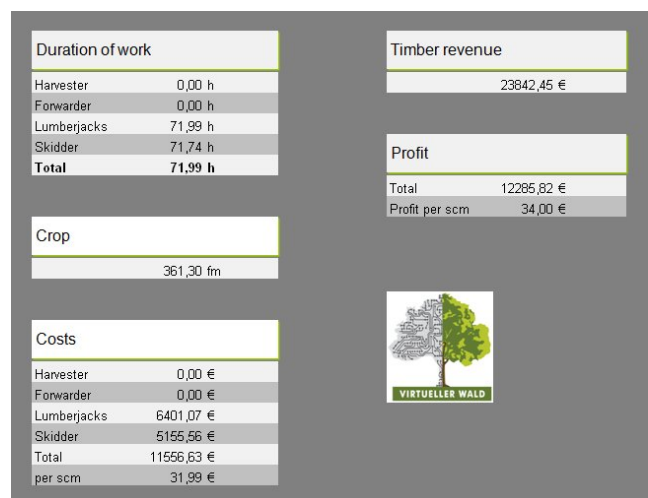 Duration of work
Harvester 0,00 h
Forwarder 0,00 h
Lumberjacks 71,99 h
Skidder 71,74 h
Total 71,99 h
Crop
361,30 fm
Costs
Harvester 0,00 €
Forwarder 0,00 €
Lumberjacks 6401,07 €
Skidder 5155,56 €
Total 11556,63 €
per scm 31,99 €
Timber revenue
23842,45 €
Profit
Total 12285,82 €
Profit per scm 34,00 €
VIRTUELLER WALD